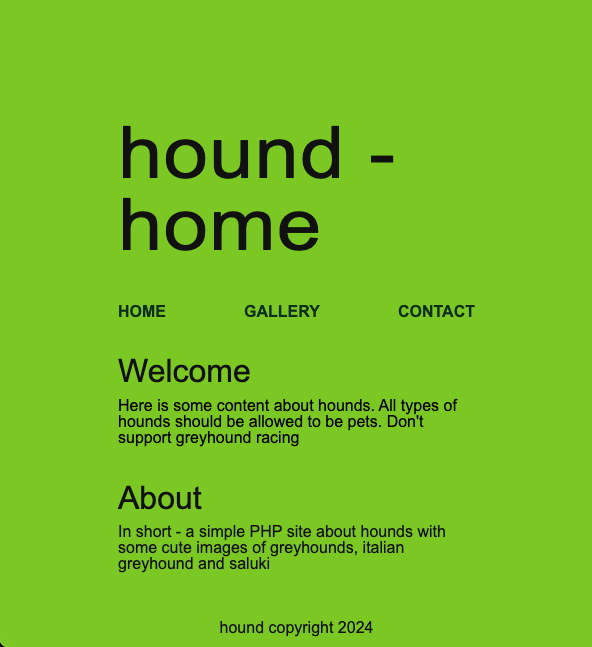 hound -
home
HOME GALLERY CONTACT
Welcome
Here is some content about hounds. All types of
hounds should be allowed to be pets. Don't
support greyhound racing
About
In short - a simple PHP site about hounds with
some cute images of greyhounds, italian
greyhound and saluki
hound copyright 2024